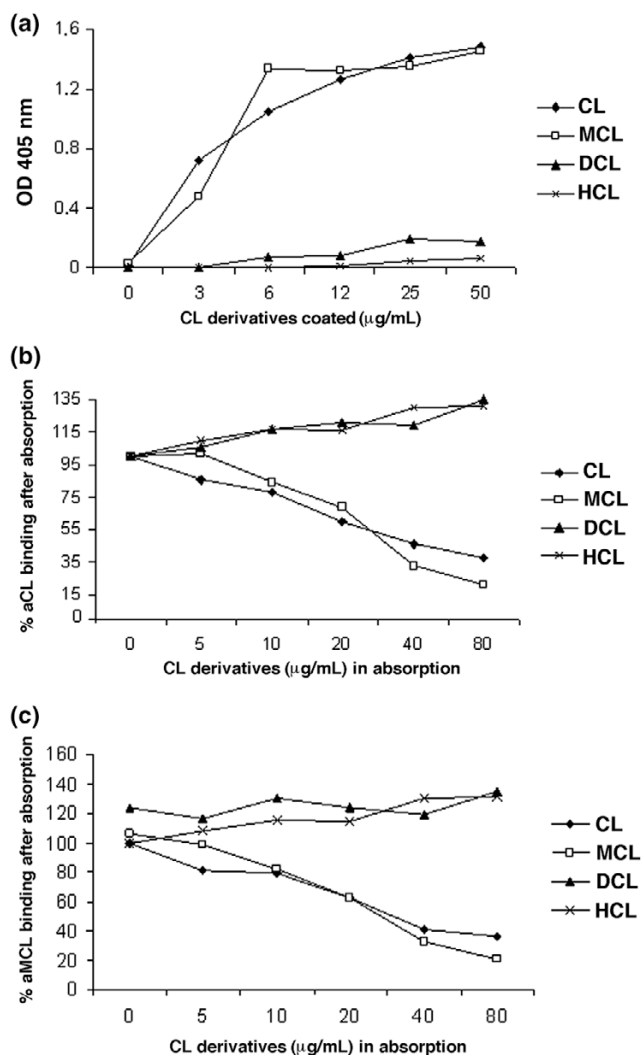 (a)
1.6
1.2
0.8
0.4
0
OD 405 nm
0 3 6 12 25 50
CL derivatives coated (μg/mL)
CL
MCL
DCL
HCL
(b)
135
115
95
75
55
35
15
0
% aCL binding after absorption
0 5 10 20 40 80
CL derivatives (μg/mL) in absorption
CL
MCL
DCL
HCL
(c)
160
140
120
100
80
60
40
20
0
% aMCL binding after absorption
0 5 10 20 40 80
CL derivatives (μg/mL) in absorption
CL
MCL
DCL
HCL